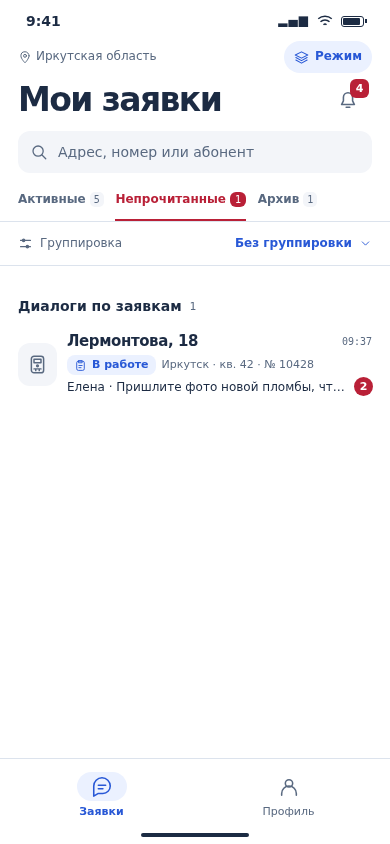 9:41
Иркутская область
Режим
Мои заявки
4
Адрес, номер или абонент
Активные 5 Непрочитанные 1 Архив 1
Группировка Без группировки
Диалоги по заявкам 1
Лермонтова, 18 09:37
В работе Иркутск · кв. 42 · № 10428
Елена · Пришлите фото новой пломбы, чт... 2
Заявки Профиль